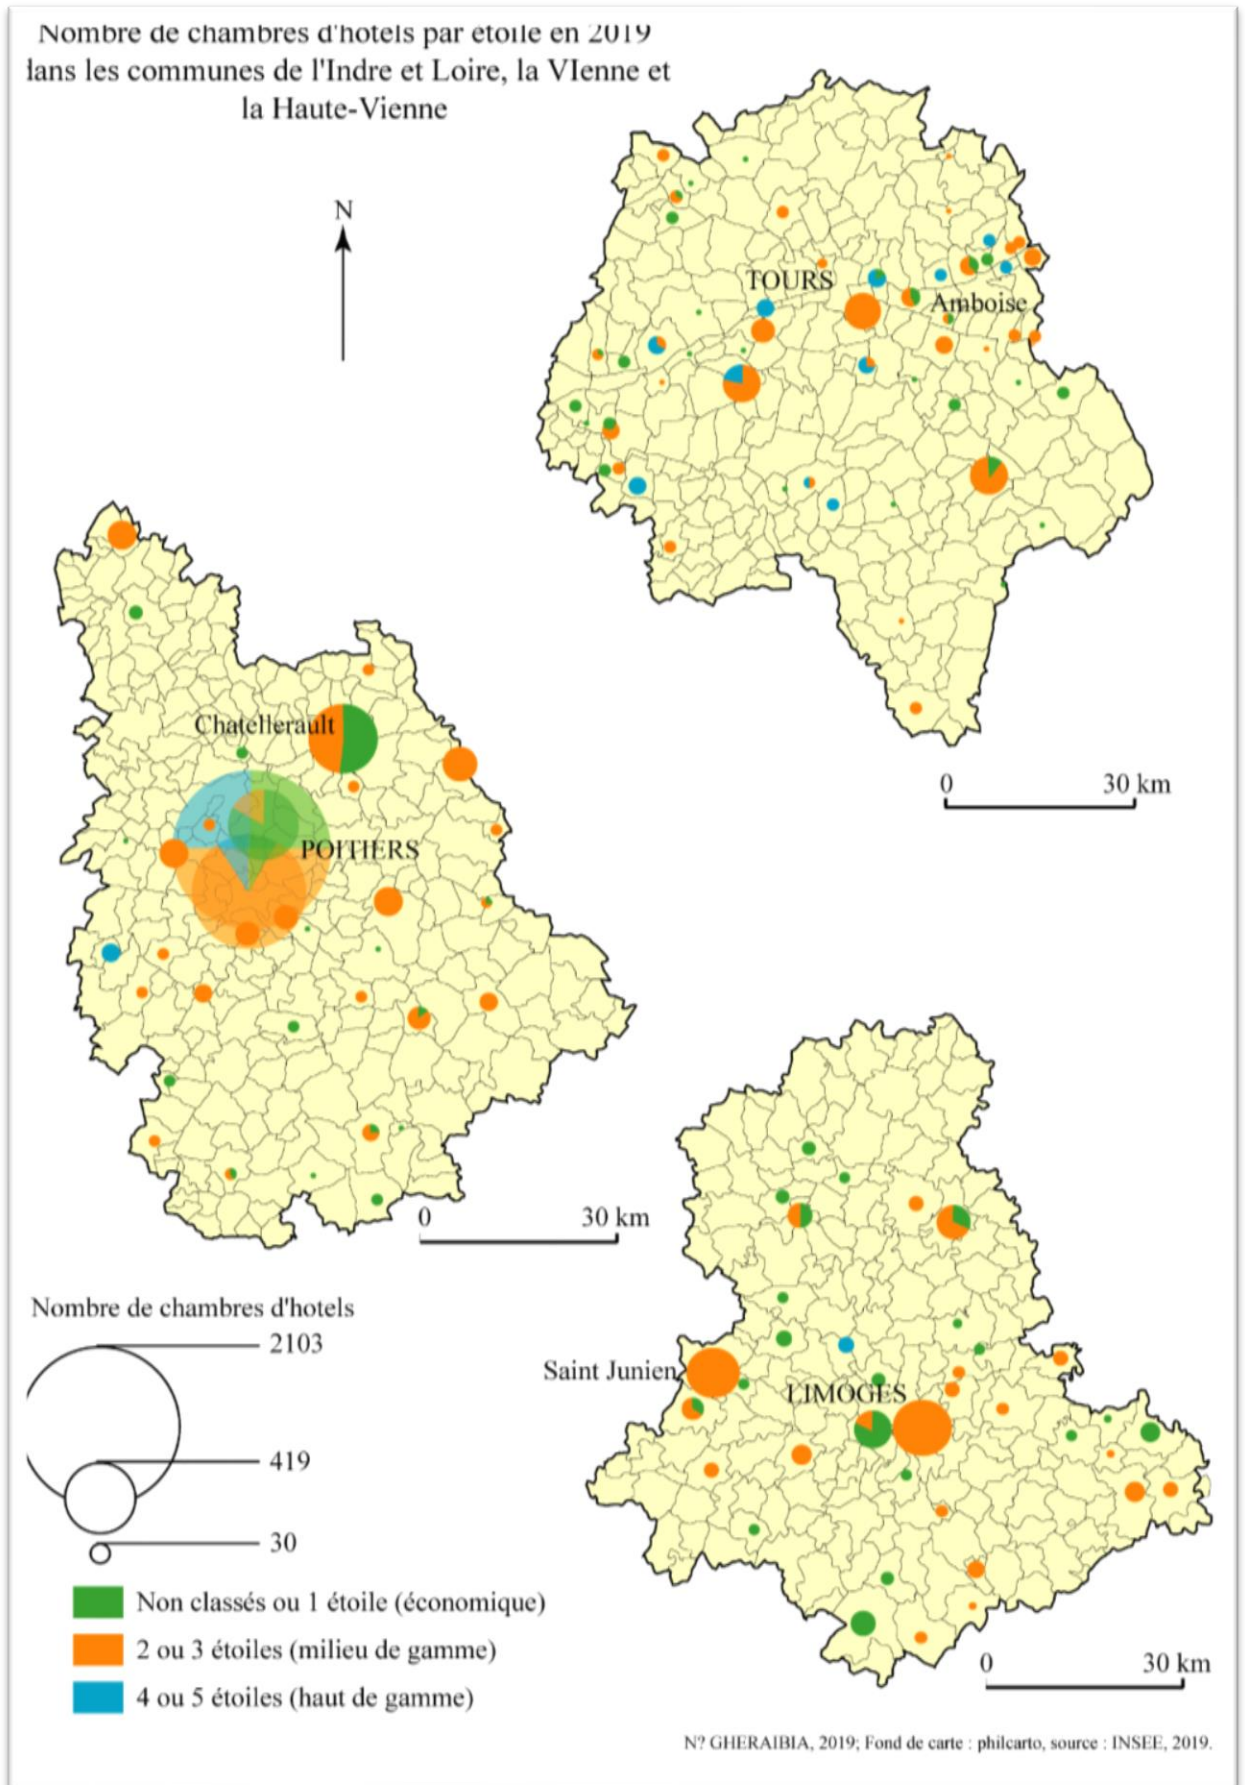 Nombre de chambres d'hotels par etoile en 2019
dans les communes de l'Indre et Loire, la VIenne et
la Haute-Vienne
N
TOURS
Amboise
0 30 km
Chatellerault
POITIERS
0 30 km
Nombre de chambres d'hotels
2103
419
30
Saint Junien
LIMOGES
Non classés ou 1 étoile (économique)
2 ou 3 étoiles (milieu de gamme)
4 ou 5 étoiles (haut de gamme)
0 30 km
N? GHERAIBIA, 2019; Fond de carte : philcarto, source : INSEE, 2019.